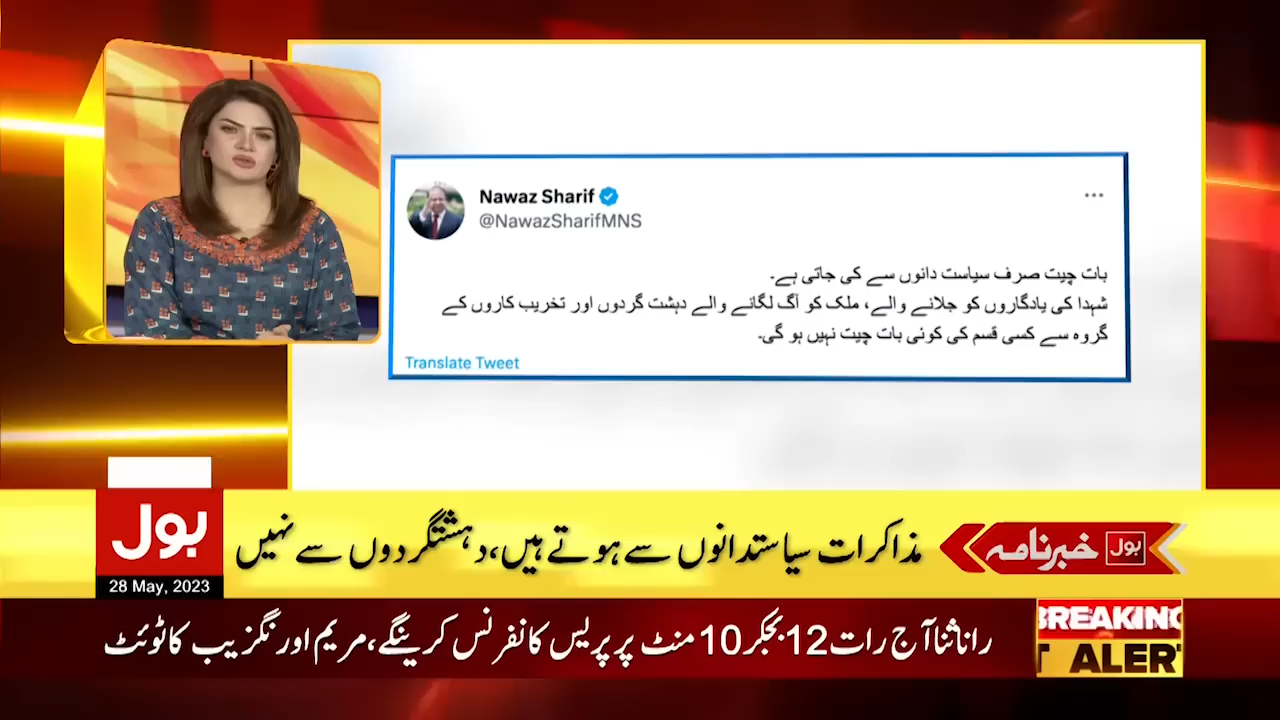 Nawaz Sharif
@NawazSharifMNS
بات چیت صرف سیاست دانوں سے کی جاتی ہے۔
شہدا کی یادگاروں کو جلانے والے، ملک کو آگ لگانے والے دہشت گردوں اور تخریب کاروں کے
گروہ سے کسی قسم کی کوئی بات چیت نہیں ہو گی۔
Translate Tweet
بول خبرنامہ
مذاکرات سیاستدانوں سے ہوتے ہیں،دہشتگردوں سے نہیں
بول
28 May, 2023
BREAKING
ALERT
راناثنا آج رات 12 بجکر 10 منٹ پر پریس کانفرنس کرینگے،مریم اورنگزیب کا ٹوئٹ